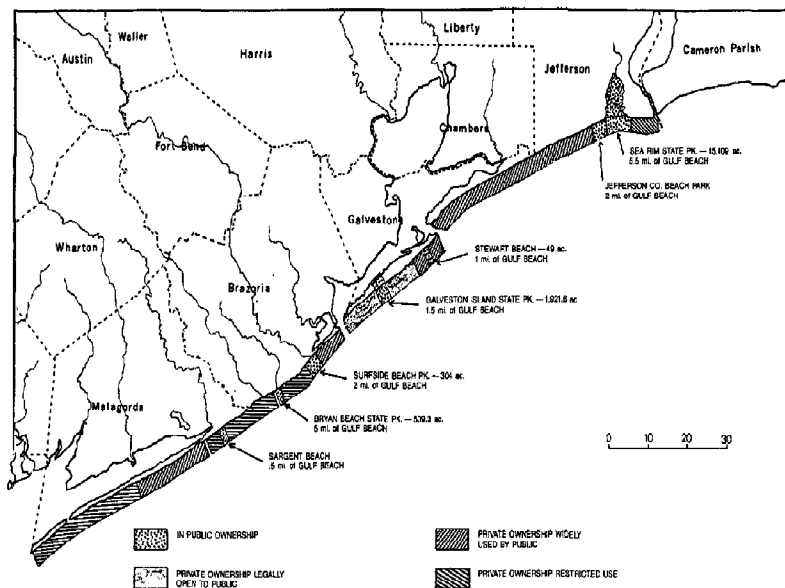 Waller
Austin
Harris
Liberty
Jefferson
Cameron Parish
Chambers
Fort Bend
SEA RIM STATE PK. — 15,109 ac.
5.5 mi. of GULF BEACH
JEFFERSON CO. BEACH PARK
2 mi. of GULF BEACH
Galveston
Wharton
STEWART BEACH — 49 ac.
1 mi. of GULF BEACH
Brazoria
GALVESTON ISLAND STATE PK. — 1,921.6 ac
1.5 mi. of GULF BEACH
SURFSIDE BEACH PK. — 304 ac.
2 mi. of GULF BEACH
Matagorda
BRYAN BEACH STATE PK. —
5 mi. of GULF BEACH
SARGENT BEACH
.5 mi. of GULF BEACH
0 10 20 30
IN PUBLIC OWNERSHIP
PRIVATE OWNERSHIP WIDELY
USED BY PUBLIC
PRIVATE OWNERSHIP LEGALLY
OPEN TO PUBLIC
PRIVATE OWNERSHIP RESTRICTED USE